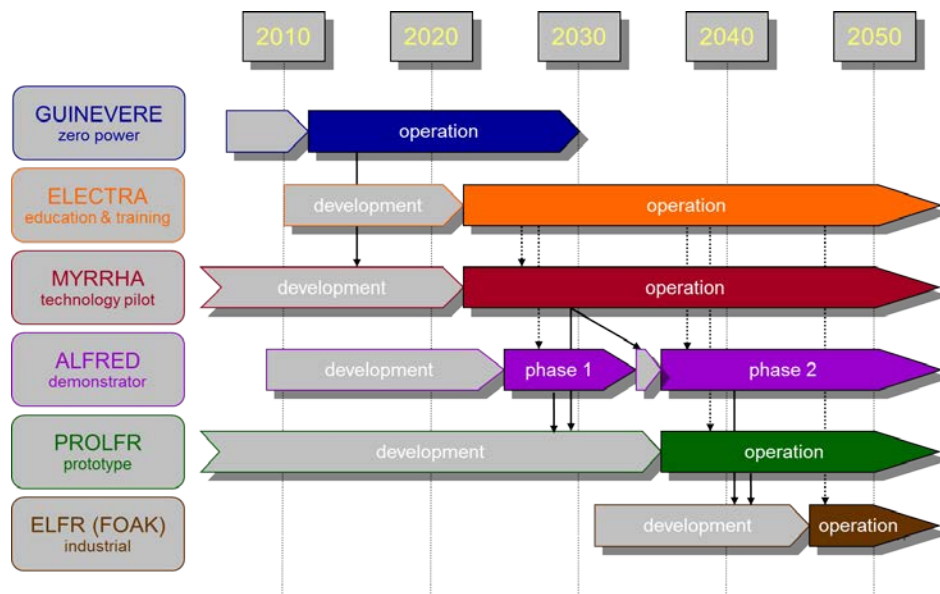 2010 2020 2030 2040 2050
GUINEVERE
zero power
operation
ELECTRA
education & training
development operation
MYRRHA
technology pilot
development operation
ALFRED
demonstrator
development phase 1 phase 2
PROLFR
prototype
development operation
ELFR (FOAK)
industrial
development operation